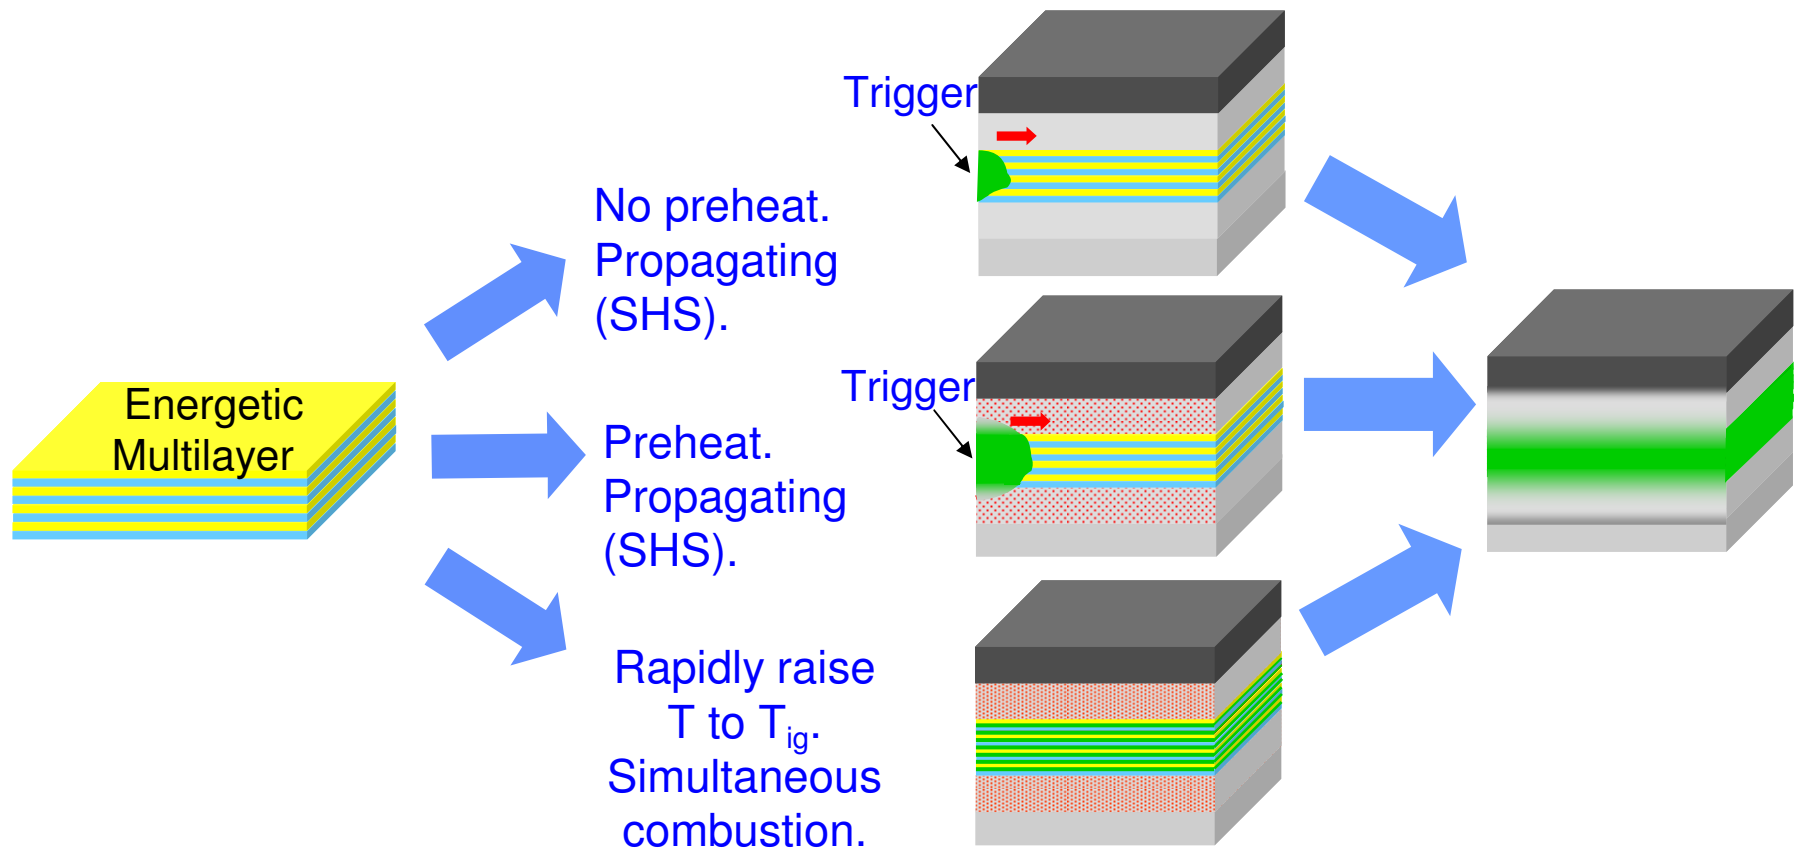 Energetic
Multilayer
No preheat.
Propagating
(SHS).
Trigger
Preheat.
Propagating
(SHS).
Trigger
Rapidly raise
T to Tig.
Simultaneous
combustion.